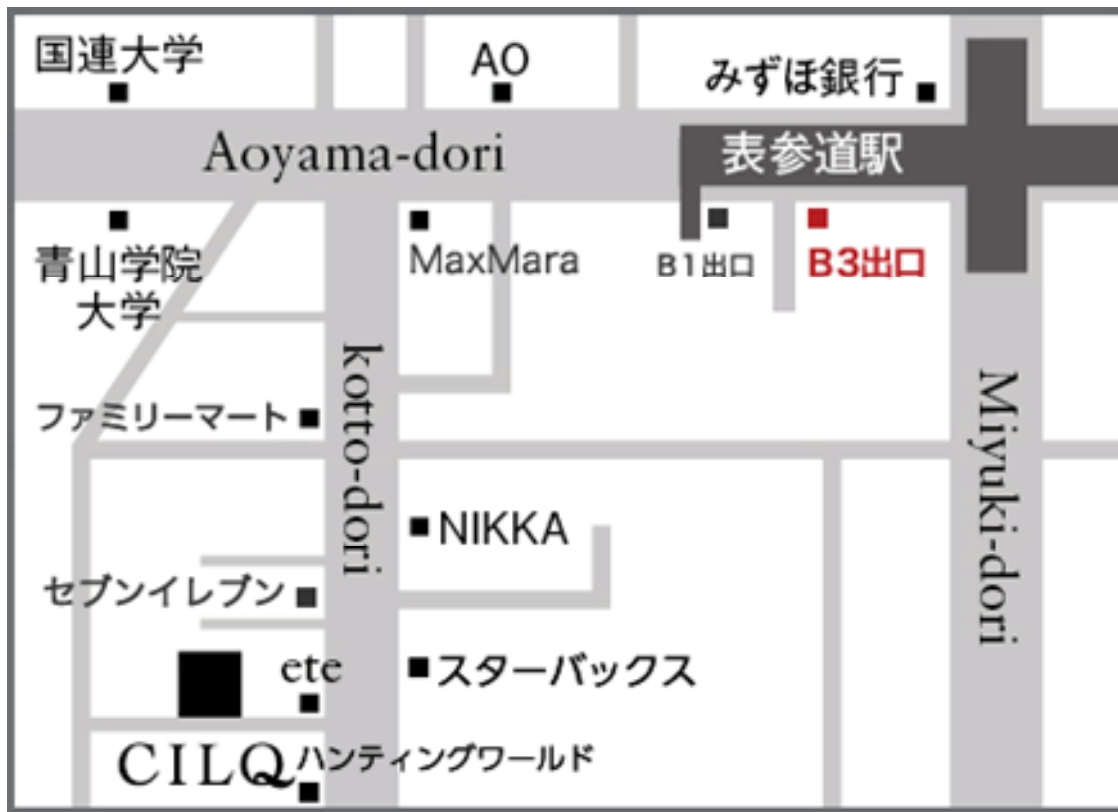 国連大学
AO
みずほ銀行
Aoyama-dori
表参道駅
青山学院
大学
MaxMara
B1出口
B3出口
kotto-dori
Miyuki-dori
ファミリーマート
NIKKA
セブンイレブン
ete
スターバックス
CILQ
ハンティングワールド